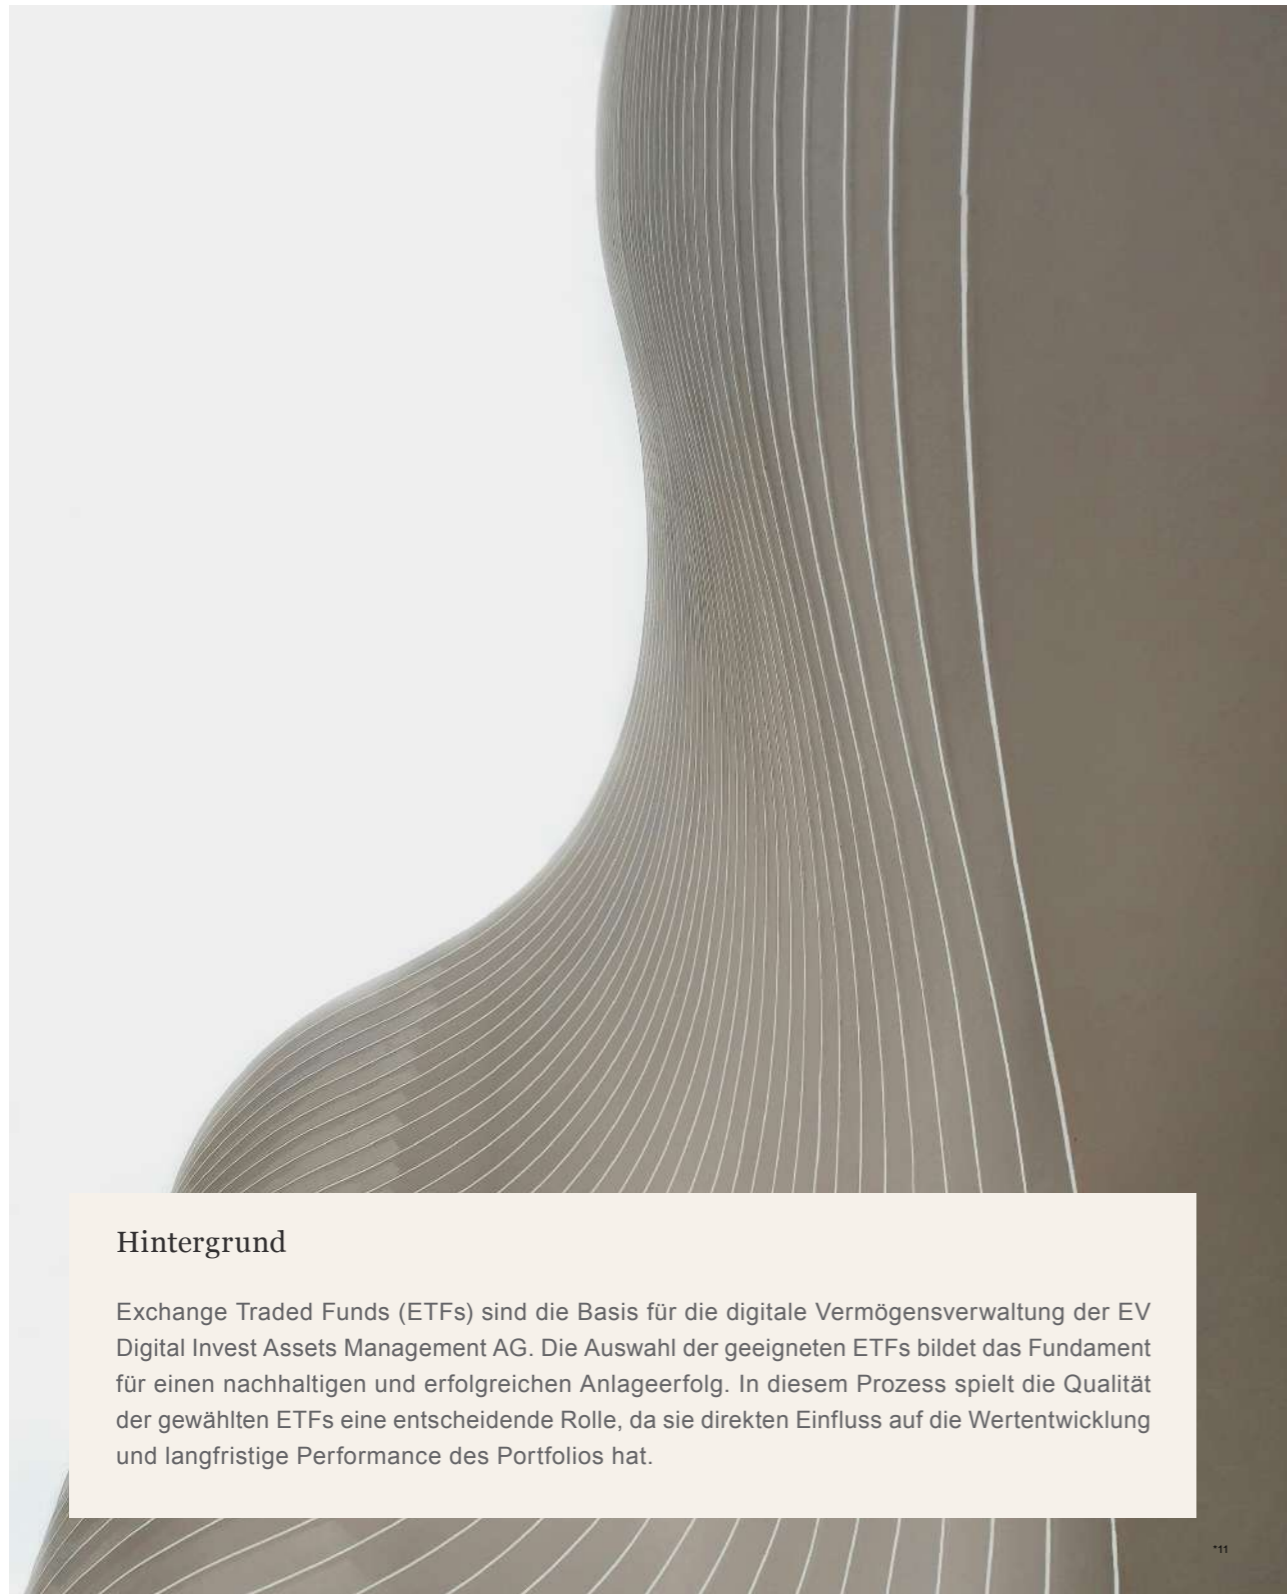 Hintergrund
Exchange Traded Funds (ETFs) sind die Basis für die digitale Vermögensverwaltung der EV
Digital Invest Assets Management AG. Die Auswahl der geeigneten ETFs bildet das Fundament
für einen nachhaltigen und erfolgreichen Anlageerfolg. In diesem Prozess spielt die Qualität
der gewählten ETFs eine entscheidende Rolle, da sie direkten Einfluss auf die Wertentwicklung
und langfristige Performance des Portfolios hat.
*11